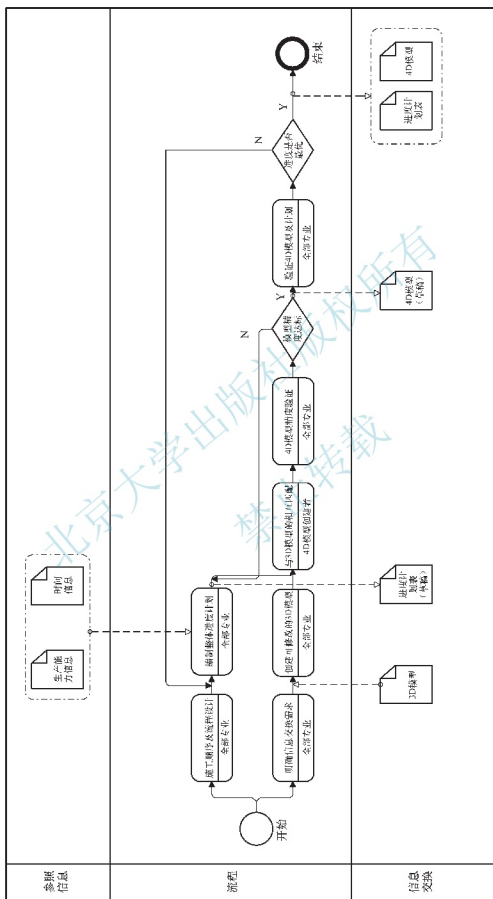 参照
信息
生产能
力信息
时间
信息
流程
开始
施工顺序及流程设计
全部专业
编制整体进度计划
全部专业
明确信息交换需求
全部专业
创建可修改的3D模型
全部专业
与3D模型的相互匹配
4D模型创建者
4D模型精度验证
全部专业
模型精
度达标
N
Y
验证4D模型及计划
全部专业
进度是否
最优
N
Y
结束
信息
交换
3D模型
进度计
划表
(草稿)
4D模型
(草稿)
进度计
划表
4D模型
北京大学出版社版权所有
禁止转载